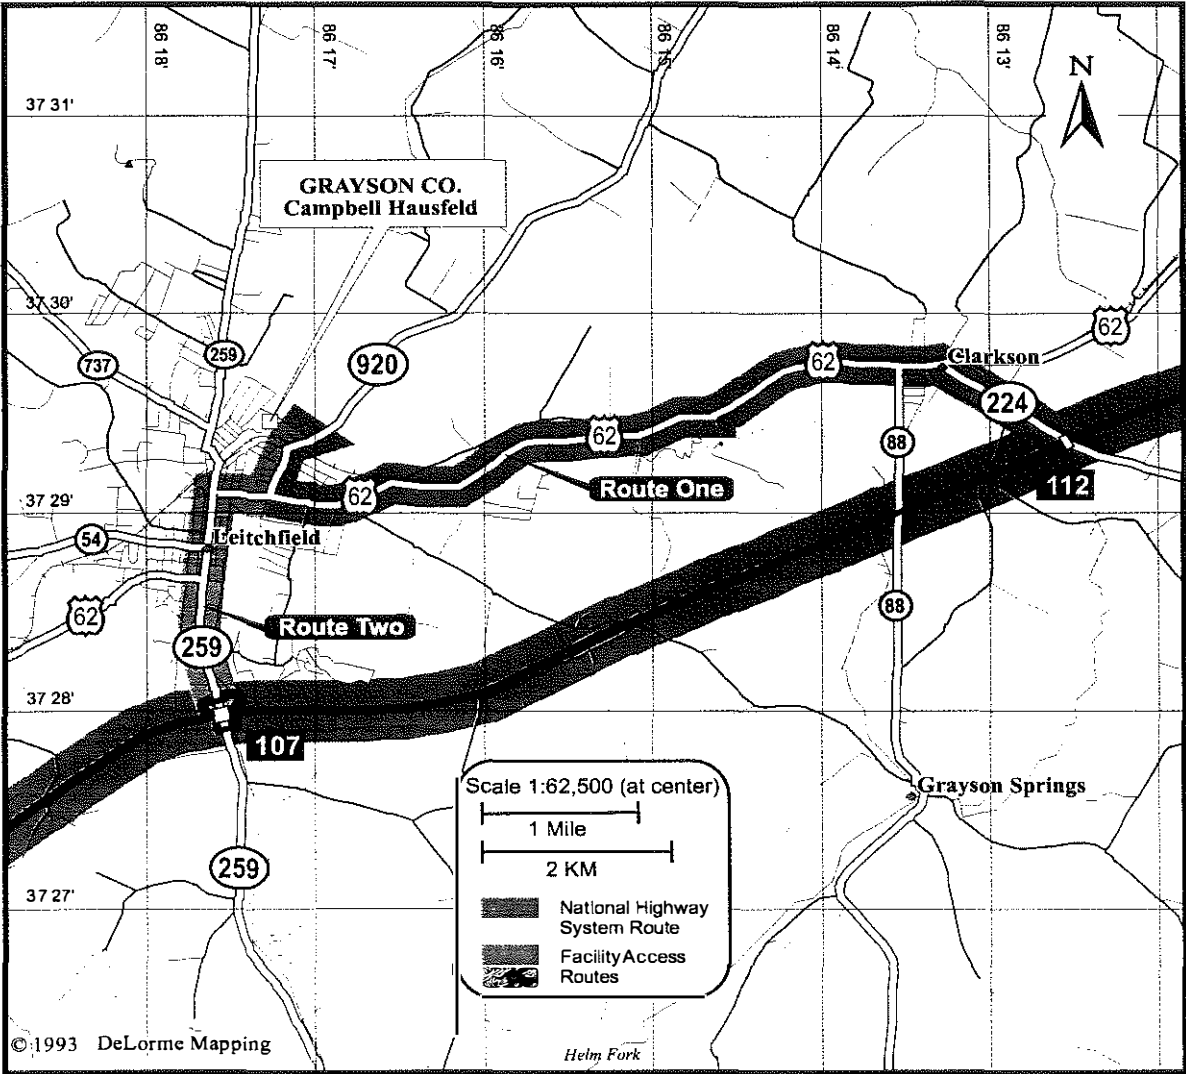 86 18'
86 17'
86 16'
86 15'
86 14'
86 13'
N
37 31'
GRAYSON CO.
Campbell Hausfeld
37 30'
62
259
737
920
62
Clarkson
224
62
88
62
Route One
112
37 29'
54
Leitchfield
62
88
Route Two
259
37 28'
107
Scale 1:62,500 (at center)
1 Mile
2 KM
National Highway
System Route
Facility Access
Routes
Grayson Springs
259
37 27'
© 1993 DeLorme Mapping
Helm Fork